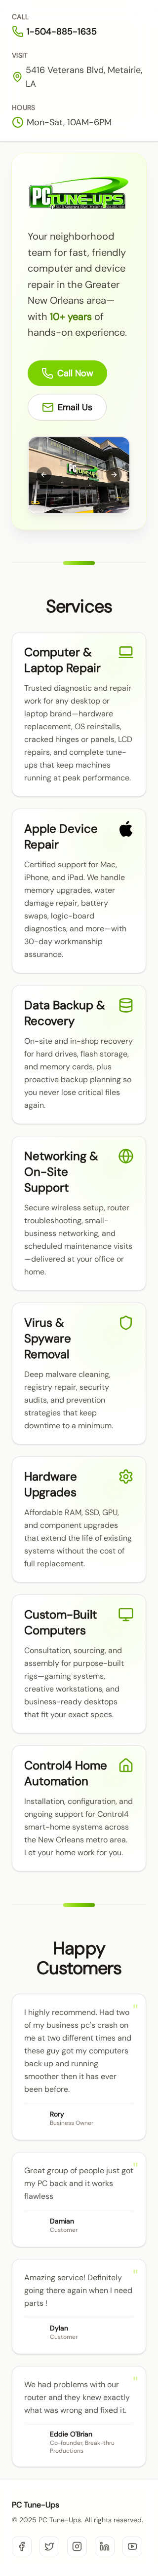 CALL
1-504-885-1635
VISIT
5416 Veterans Blvd, Metairie,
LA
HOURS
Mon-Sat, 10AM-6PM
PCTUNE-UPS
Your neighborhood
team for fast, friendly
computer and device
repair in the Greater
New Orleans area—
with 10+ years of
hands-on experience.
Call Now
Email Us
Services
Computer &
Laptop Repair
Trusted diagnostic and repair
work for any desktop or
laptop brand—hardware
replacement, OS reinstalls,
cracked hinges or panels, LCD
repairs, and complete tune-
ups that keep machines
running at peak performance.
Apple Device
Repair
Certified support for Mac,
iPhone, and iPad. We handle
memory upgrades, water
damage repair, battery
swaps, logic-board
diagnostics, and more—with
30-day workmanship
assurance.
Data Backup &
Recovery
On-site and in-shop recovery
for hard drives, flash storage,
and memory cards, plus
proactive backup planning so
you never lose critical files
again.
Networking &
On-Site
Support
Secure wireless setup, router
troubleshooting, small-
business networking, and
scheduled maintenance visits
—delivered at your office or
home.
Virus &
Spyware
Removal
Deep malware cleaning,
registry repair, security
audits, and prevention
strategies that keep
downtime to a minimum.
Hardware
Upgrades
Affordable RAM, SSD, GPU,
and component upgrades
that extend the life of existing
systems without the cost of
full replacement.
Custom-Built
Computers
Consultation, sourcing, and
assembly for purpose-built
rigs—gaming systems,
creative workstations, and
business-ready desktops
that fit your exact specs.
Control4 Home
Automation
Installation, configuration, and
ongoing support for Control4
smart-home systems across
the New Orleans metro area.
Let your home work for you.
Happy
Customers
"
I highly recommend. Had two
of my business pc's crash on
me at two different times and
these guy got my computers
back up and running
smoother then it has ever
been before.
Rory
Business Owner
"
Great group of people just got
my PC back and it works
flawless
Damian
Customer
"
Amazing service! Definitely
going there again when I need
parts !
Dylan
Customer
"
We had problems with our
router and they knew exactly
what was wrong and fixed it.
Eddie O'Brian
Co-founder, Break-thru
Productions
PC Tune-Ups
© 2025 PC Tune-Ups. All rights reserved.